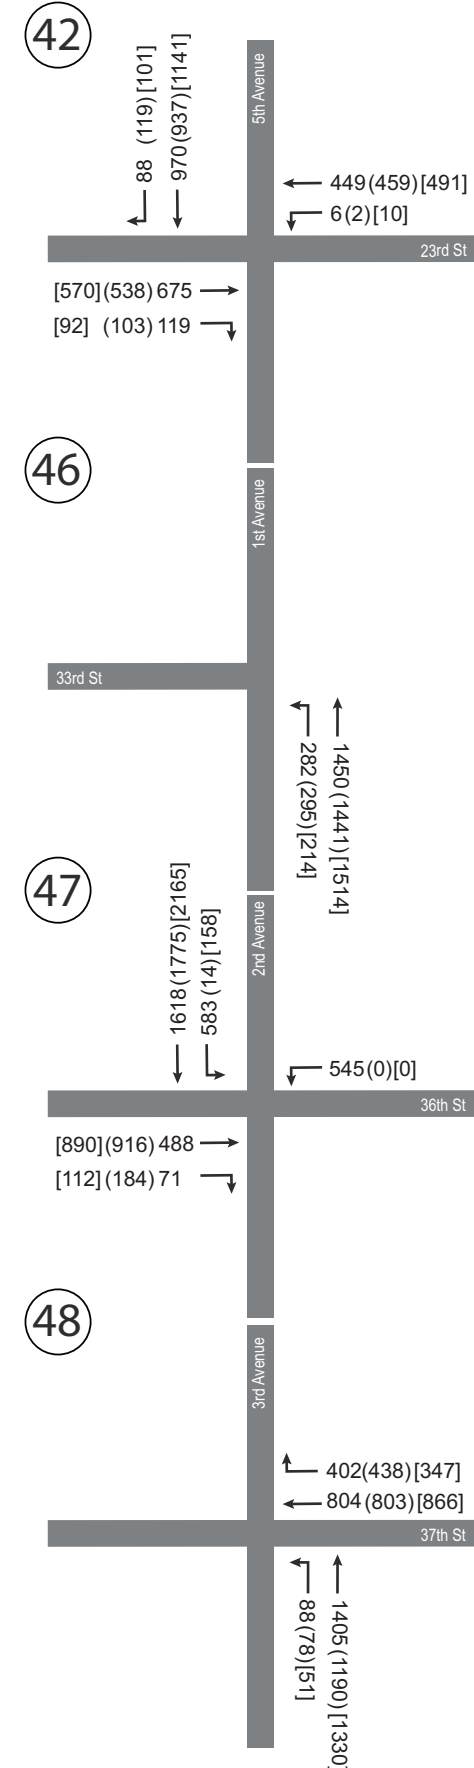 42
88 (119)[101]
970(937)[1141]
5th Avenue
449(459)[491]
6(2)[10]
23rd St
[570](538) 675
[92] (103) 119
46
1st Avenue
33rd St
282(295)[214]
1450(1441)[1514]
47
1618(1775)[2165]
583 (14)[158]
2nd Avenue
545(0)[0]
36th St
[890](916) 488
[112](184) 71
48
3rd Avenue
402(438)[347]
804(803)[866]
37th St
88(78)[51]
1405(1190)[1330]